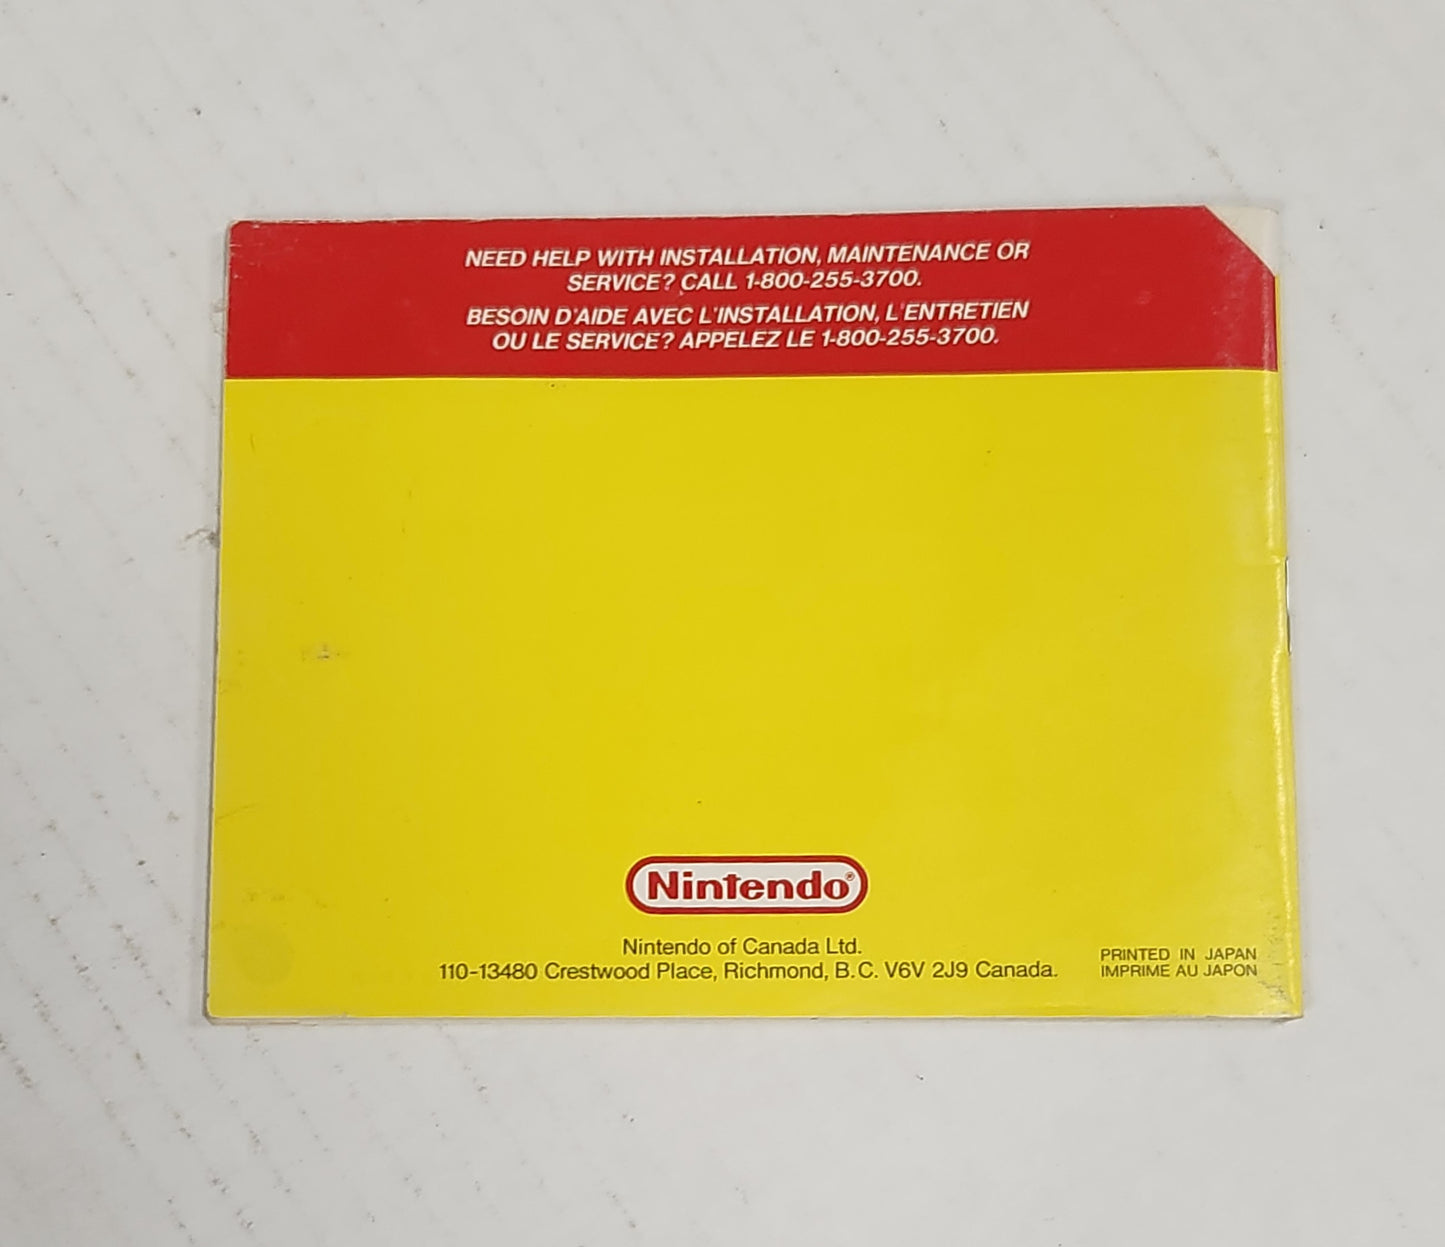 NEED HELP WITH INSTALLATION, MAINTENANCE OR
SERVICE? CALL 1-800-255-3700.
BESOIN D'AIDE AVEC L'INSTALLATION, L'ENTRETIEN
OU LE SERVICE? APPELEZ LE 1-800-255-3700.
Nintendo®
Nintendo of Canada Ltd.
110-13480 Crestwood Place, Richmond, B.C. V6V 2J9 Canada.
PRINTED IN JAPAN
IMPRIME AU JAPON